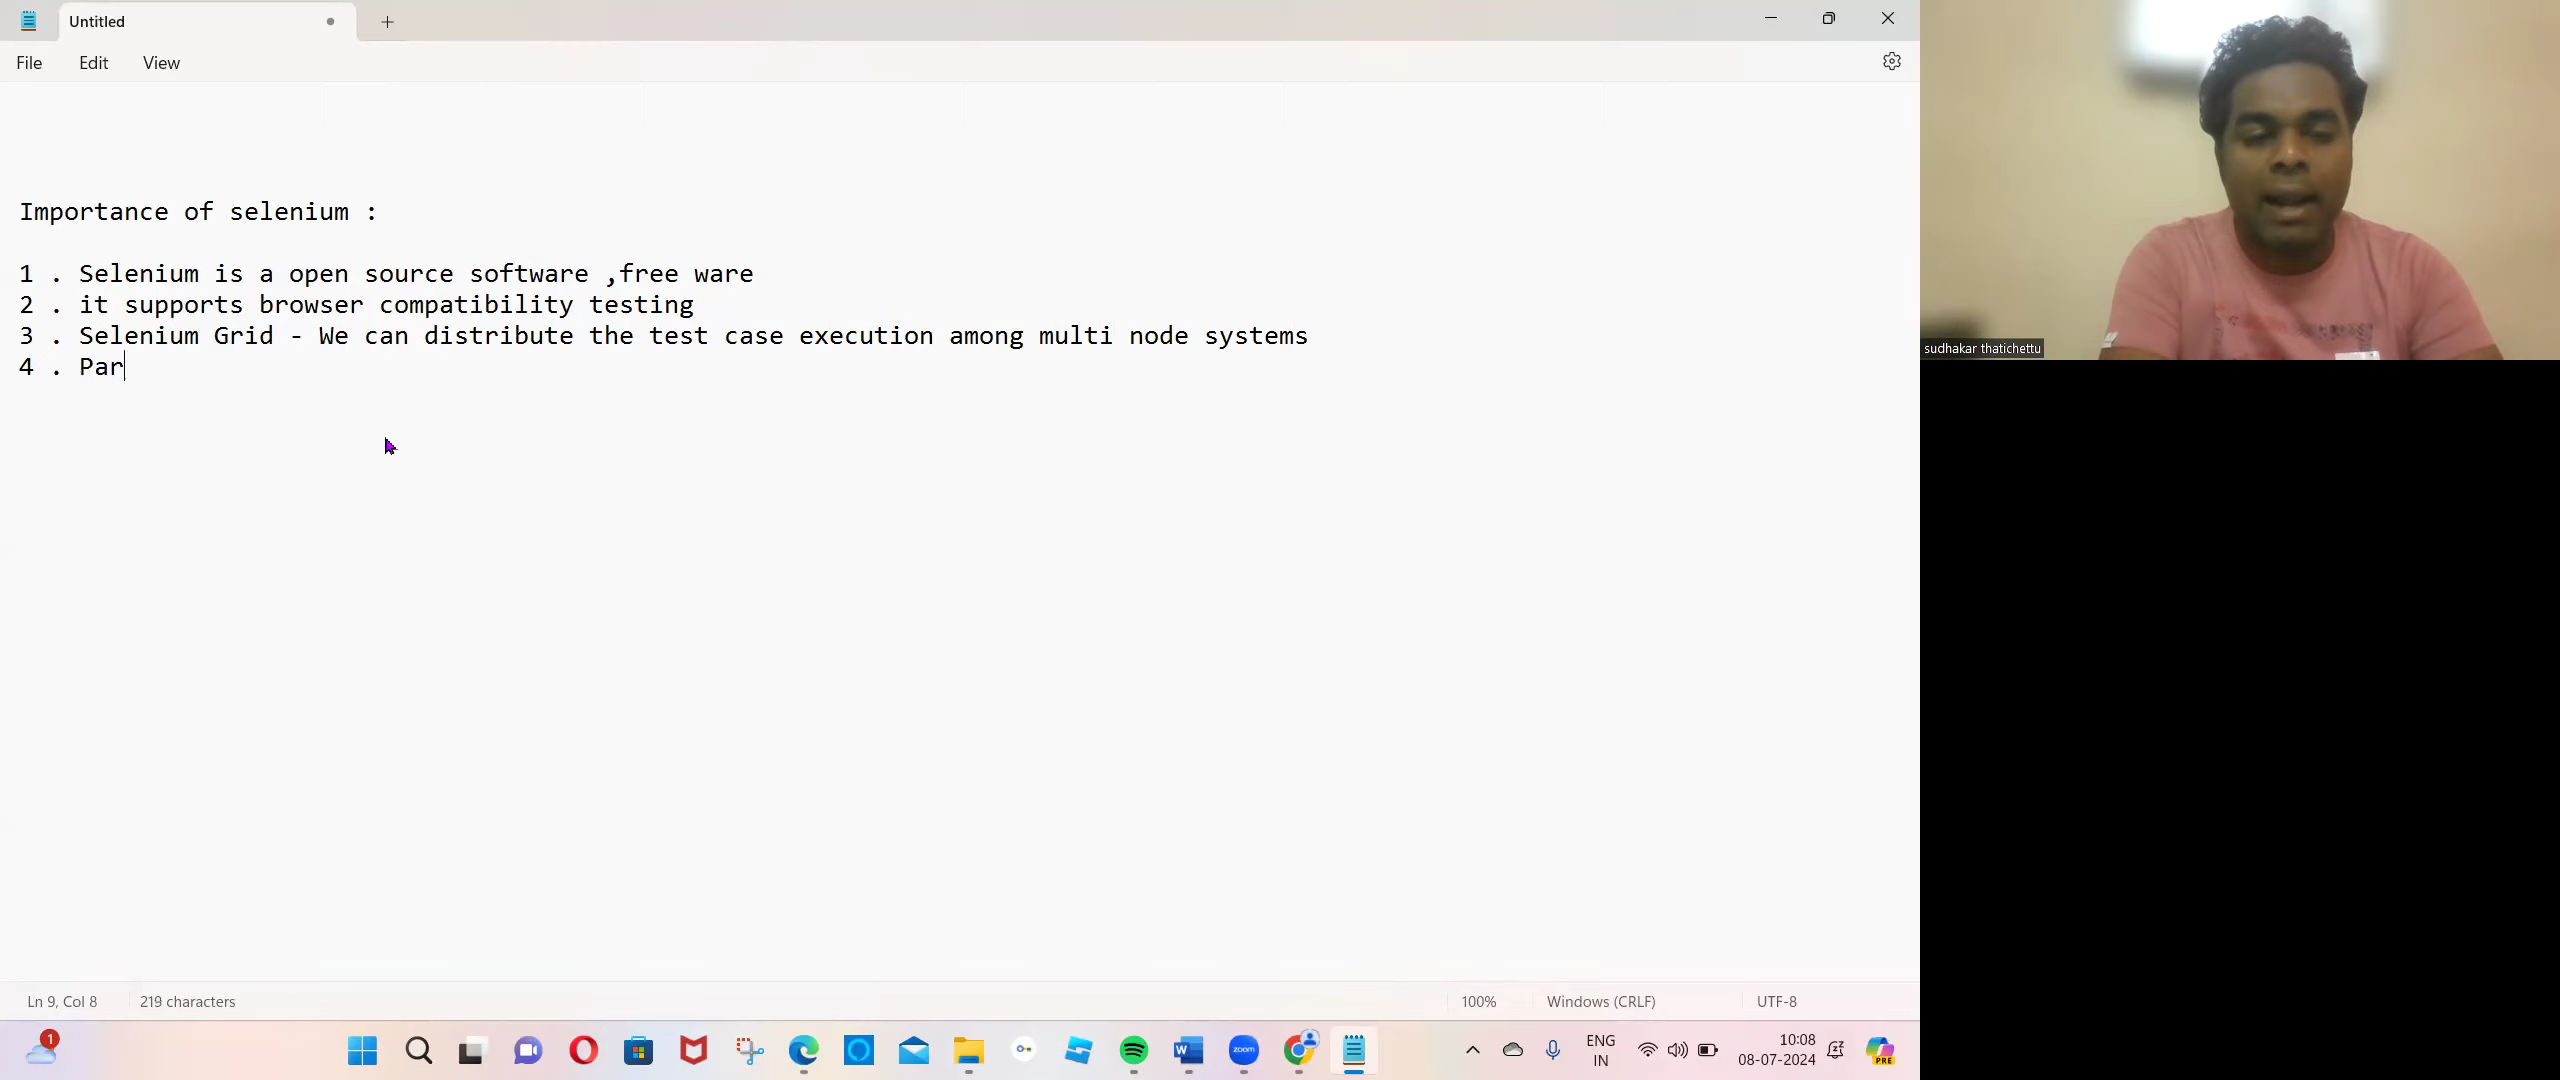 Untitled
File Edit View
Importance of selenium :
1 . Selenium is a open source software ,free ware
2 . it supports browser compatibility testing
3 . Selenium Grid - We can distribute the test case execution among multi node systems
4 . Par
sudhakar thatichettu
Ln 9, Col 8 219 characters 100% Windows (CRLF) UTF-8
1 W zoom ENG 10:08
IN 08-07-2024 PRE